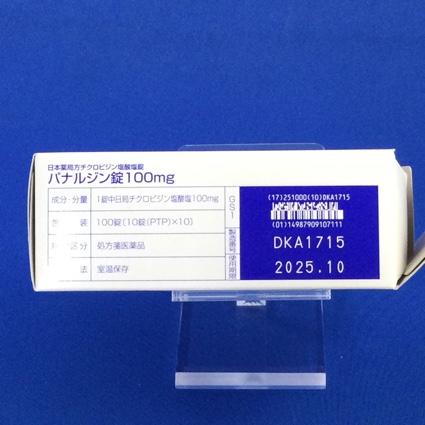 日本薬局方チクロピジン塩酸塩錠
パナルジン錠100mg
成分・分量 1錠中日局チクロピジン塩酸塩100mg
包 装 100錠〔10錠(PTP)×10〕
区分 処方箋医薬品
法 室温保存
GS1
製造番号
使用期限
(17)251000(10)DKA1715
(01)14987909107111
DKA1715
2025.10